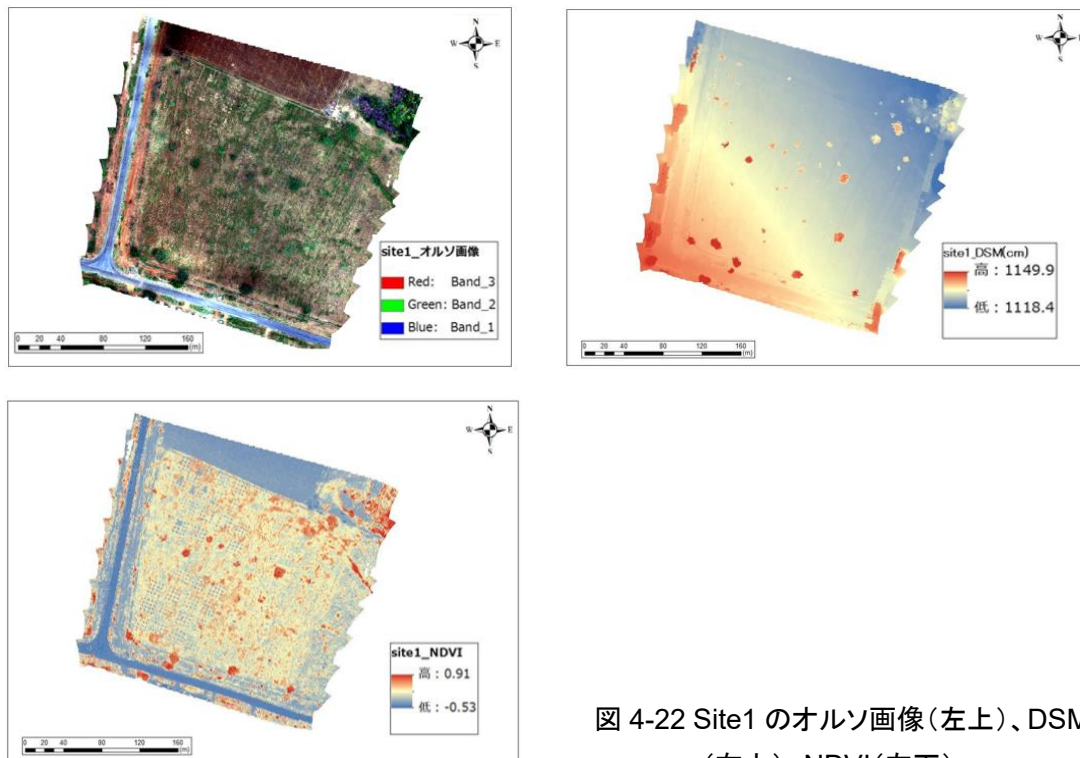 N
W E
S
site1_オルソ画像
Red: Band_3
Green: Band_2
Blue: Band_1
0 20 40 80 120 160
(m)
N
W E
S
site1_DSM(cm)
高：1149.9
低：1118.4
0 20 40 80 120 160
(m)
N
W E
S
site1_NDVI
高：0.91
低：-0.53
0 20 40 80 120 160
(m)
図 4-22 Site1 のオルソ画像（左上）、DSM
NDVI(左下)